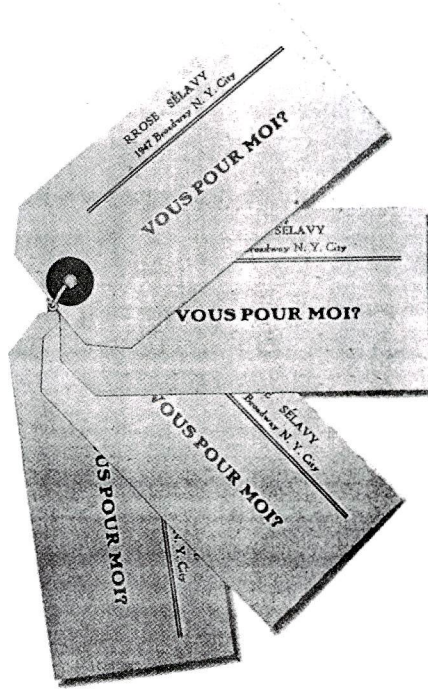 RROSE SÉLAVY
1947 Broadway N. Y. City
VOUS POUR MOI?
SÉLAVY
Broadway N. Y. City
VOUS POUR MOI?
SÉLAVY
Broadway N. Y. City
VOUS POUR MOI?
N. Y. City
US POUR MOI?